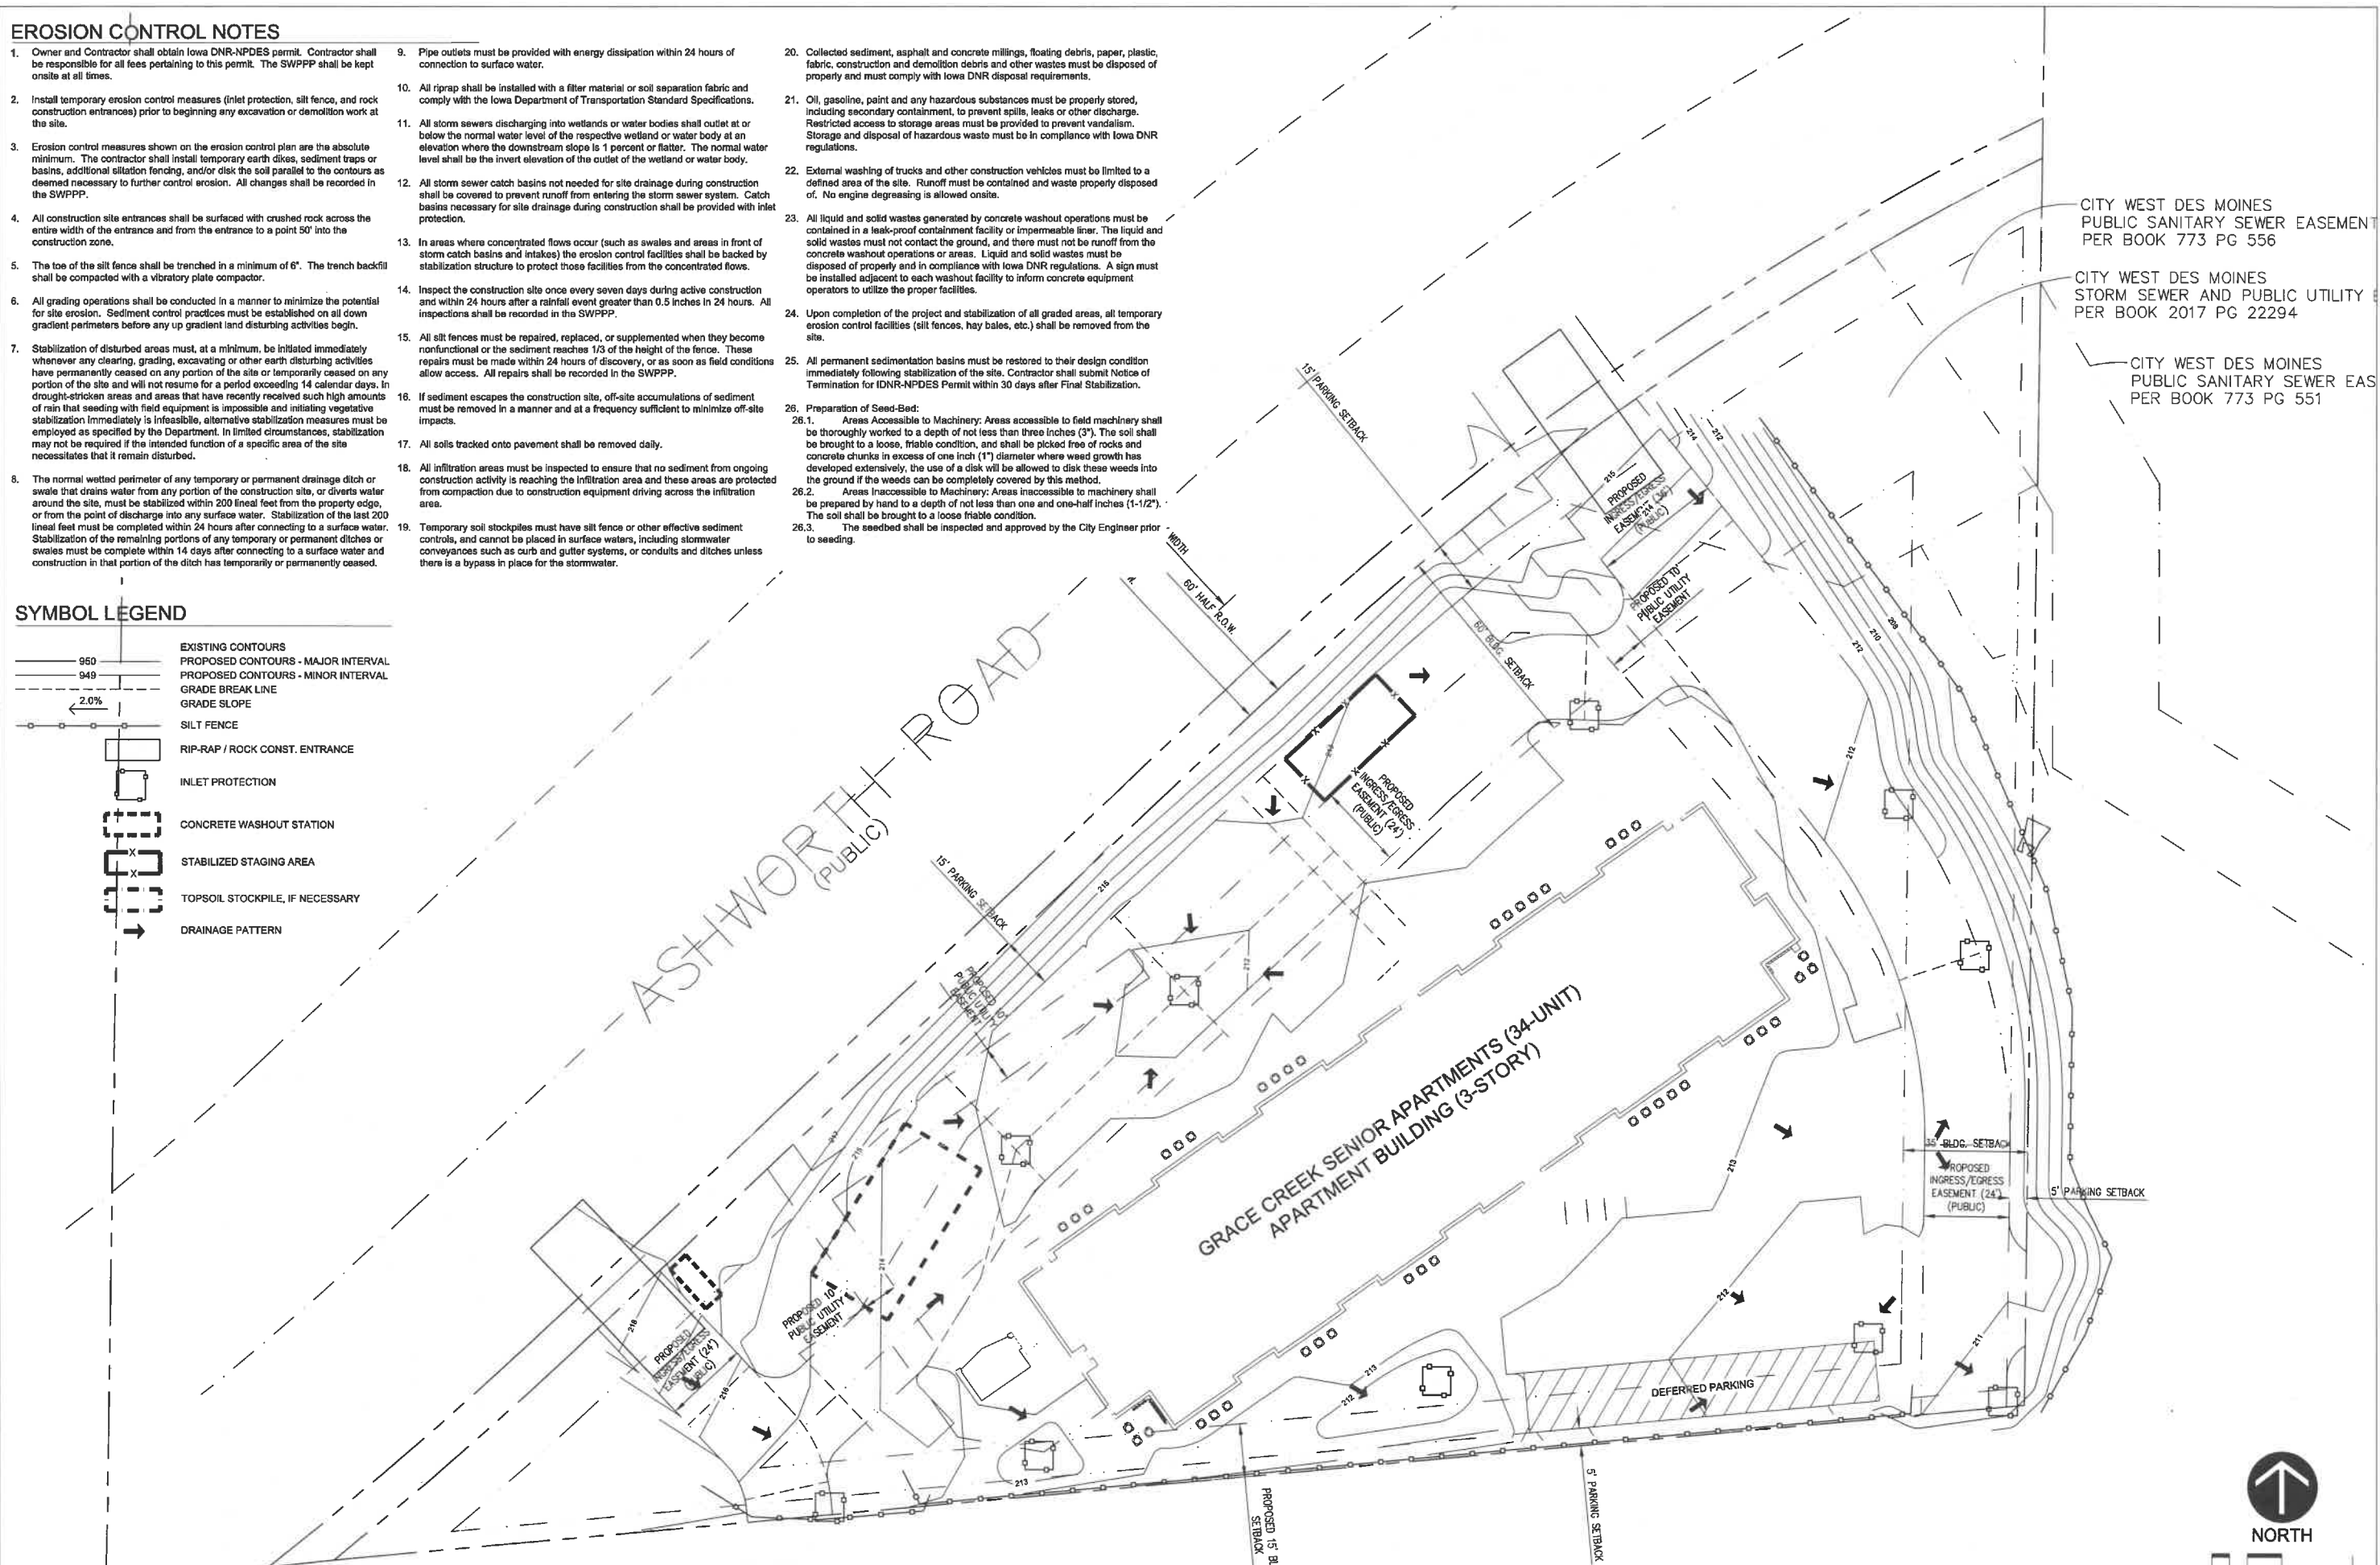 EROSION CONTROL NOTES
1. Owner and Contractor shall obtain Iowa DNR-NPDES permit. Contractor shall
be responsible for all fees pertaining to this permit. The SWPPP shall be kept
onsite at all times.
2. Install temporary erosion control measures (inlet protection, silt fence, and rock
construction entrances) prior to beginning any excavation or demolition work at
the site.
3. Erosion control measures shown on the erosion control plan are the absolute
minimum. The contractor shall install temporary earth dikes, sediment traps or
basins, additional siltation fencing, and/or disk the soil parallel to the contours as
deemed necessary to further control erosion. All changes shall be recorded in
the SWPPP.
4. All construction site entrances shall be surfaced with crushed rock across the
entire width of the entrance and from the entrance to a point 50' into the
construction zone.
5. The toe of the silt fence shall be trenched in a minimum of 6". The trench backfill
shall be compacted with a vibratory plate compactor.
6. All grading operations shall be conducted in a manner to minimize the potential
for site erosion. Sediment control practices must be established on all down
gradient perimeters before any up gradient land disturbing activities begin.
7. Stabilization of disturbed areas must, at a minimum, be initiated immediately
whenever any clearing, grading, excavating or other earth disturbing activities
have permanently ceased on any portion of the site or temporarily ceased on any
portion of the site and will not resume for a period exceeding 14 calendar days. In
drought-stricken areas and areas that have recently received such high amounts
of rain that seeding with field equipment is impossible and initiating vegetative
stabilization immediately is infeasible, alternative stabilization measures must be
employed as specified by the Department. In limited circumstances, stabilization
may not be required if the intended function of a specific area of the site
necessitates that it remain disturbed.
8. The normal wetted perimeter of any temporary or permanent drainage ditch or
swale that drains water from any portion of the construction site, or diverts water
around the site, must be stabilized within 200 lineal feet from the property edge,
or from the point of discharge into any surface water. Stabilization of the last 200
lineal feet must be completed within 24 hours after connecting to a surface water.
Stabilization of the remaining portions of any temporary or permanent ditches or
swales must be complete within 14 days after connecting to a surface water and
construction in that portion of the ditch has temporarily or permanently ceased.
9. Pipe outlets must be provided with energy dissipation within 24 hours of
connection to surface water.
10. All riprap shall be installed with a filter material or soil separation fabric and
comply with the Iowa Department of Transportation Standard Specifications.
11. All storm sewers discharging into wetlands or water bodies shall outlet at or
below the normal water level of the respective wetland or water body at an
elevation where the downstream slope is 1 percent or flatter. The normal water
level shall be the invert elevation of the outlet of the wetland or water body.
12. All storm sewer catch basins not needed for site drainage during construction
shall be covered to prevent runoff from entering the storm sewer system. Catch
basins necessary for site drainage during construction shall be provided with inlet
protection.
13. In areas where concentrated flows occur (such as swales and areas in front of
storm catch basins and intakes) the erosion control facilities shall be backed by
stabilization structure to protect those facilities from the concentrated flows.
14. Inspect the construction site once every seven days during active construction
and within 24 hours after a rainfall event greater than 0.5 inches in 24 hours. All
inspections shall be recorded in the SWPPP.
15. All silt fences must be repaired, replaced, or supplemented when they become
nonfunctional or the sediment reaches 1/3 of the height of the fence. These
repairs must be made within 24 hours of discovery, or as soon as field conditions
allow access. All repairs shall be recorded in the SWPPP.
16. If sediment escapes the construction site, off-site accumulations of sediment
must be removed in a manner and at a frequency sufficient to minimize off-site
impacts.
17. All soils tracked onto pavement shall be removed daily.
18. All infiltration areas must be inspected to ensure that no sediment from ongoing
construction activity is reaching the infiltration area and these areas are protected
from compaction due to construction equipment driving across the infiltration
area.
19. Temporary soil stockpiles must have silt fence or other effective sediment
controls, and cannot be placed in surface waters, including stormwater
conveyances such as curb and gutter systems, or conduits and ditches unless
there is a bypass in place for the stormwater.
20. Collected sediment, asphalt and concrete millings, floating debris, paper, plastic,
fabric, construction and demolition debris and other wastes must be disposed of
properly and must comply with Iowa DNR disposal requirements.
21. Oil, gasoline, paint and any hazardous substances must be properly stored,
including secondary containment, to prevent spills, leaks or other discharge.
Restricted access to storage areas must be provided to prevent vandalism.
Storage and disposal of hazardous waste must be in compliance with Iowa DNR
regulations.
22. External washing of trucks and other construction vehicles must be limited to a
defined area of the site. Runoff must be contained and waste properly disposed
of. No engine degreasing is allowed onsite.
23. All liquid and solid wastes generated by concrete washout operations must be
contained in a leak-proof containment facility or impermeable liner. The liquid and
solid wastes must not contact the ground, and there must not be runoff from the
concrete washout operations or areas. Liquid and solid wastes must be
disposed of properly and in compliance with Iowa DNR regulations. A sign must
be installed adjacent to each washout facility to inform concrete equipment
operators to utilize the proper facilities.
24. Upon completion of the project and stabilization of all graded areas, all temporary
erosion control facilities (silt fences, hay bales, etc.) shall be removed from the
site.
25. All permanent sedimentation basins must be restored to their design condition
immediately following stabilization of the site. Contractor shall submit Notice of
Termination for IDNR-NPDES Permit within 30 days after Final Stabilization.
26. Preparation of Seed-Bed:
26.1. Areas Accessible to Machinery: Areas accessible to field machinery shall
be thoroughly worked to a depth of not less than three inches (3"). The soil shall
be brought to a loose, friable condition, and shall be picked free of rocks and
concrete chunks in excess of one inch (1") diameter where weed growth has
developed extensively, the use of a disk will be allowed to disk these weeds into
the ground if the weeds can be completely covered by this method.
26.2. Areas Inaccessible to Machinery: Areas inaccessible to machinery shall
be prepared by hand to a depth of not less than one and one-half inches (1-1/2").
The soil shall be brought to a loose friable condition.
26.3. The seedbed shall be inspected and approved by the City Engineer prior
to seeding.
SYMBOL LEGEND
EXISTING CONTOURS
950 PROPOSED CONTOURS - MAJOR INTERVAL
949 PROPOSED CONTOURS - MINOR INTERVAL
GRADE BREAK LINE
2.0% GRADE SLOPE
SILT FENCE
RIP-RAP / ROCK CONST. ENTRANCE
INLET PROTECTION
CONCRETE WASHOUT STATION
STABILIZED STAGING AREA
TOPSOIL STOCKPILE, IF NECESSARY
DRAINAGE PATTERN
CITY WEST DES MOINES
PUBLIC SANITARY SEWER EASEMENT
PER BOOK 773 PG 556
CITY WEST DES MOINES
STORM SEWER AND PUBLIC UTILITY
PER BOOK 2017 PG 22294
CITY WEST DES MOINES
PUBLIC SANITARY SEWER EAS
PER BOOK 773 PG 551
15' PARKING SETBACK
214
212
215
PROPOSED
INGRESS/EGRESS
EASEMENT (36')
(PUBLIC)
214
PROPOSED 10'
PUBLIC UTILITY
EASEMENT
212
210
208
WIDTH
60' HALF R.O.W.
60' BLDG. SETBACK
ASHWORTH ROAD
(PUBLIC)
213
PROPOSED
INGRESS/EGRESS
EASEMENT (24')
(PUBLIC)
212
15' PARKING SETBACK
215
212
PROPOSED 10'
PUBLIC UTILITY
EASEMENT
GRACE CREEK SENIOR APARTMENTS (34-UNIT)
APARTMENT BUILDING (3-STORY)
217
215
214
213
35' BLDG. SETBACK
PROPOSED
INGRESS/EGRESS
EASEMENT (24')
(PUBLIC)
5' PARKING SETBACK
PROPOSED 10'
PUBLIC UTILITY
EASEMENT
218
PROPOSED
INGRESS/EGRESS
EASEMENT (24')
(PUBLIC)
216
212
211
212
213
DEFERRED PARKING
213
PROPOSED 15' BL
SETBACK
5' PARKING SETBACK
NORTH